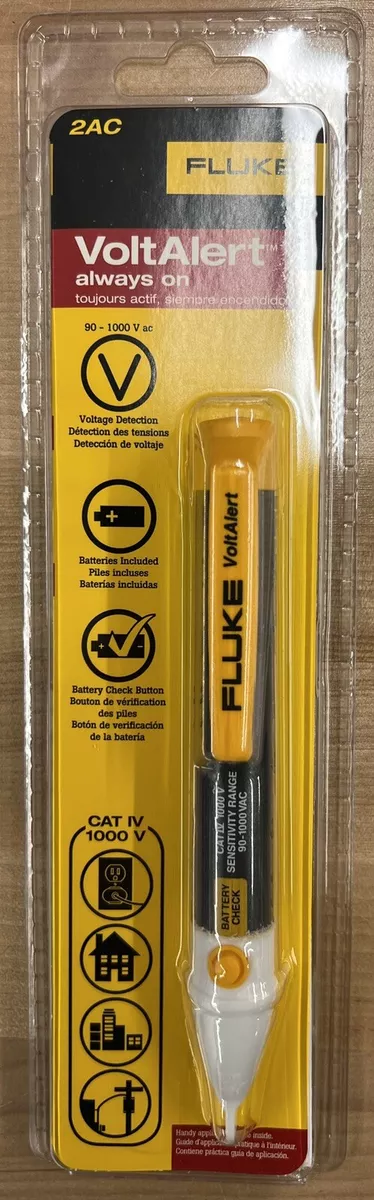 2AC
FLUKE
VoltAlert™
always on
toujours actif, siempre encendido
90 - 1000 V ac
V
Voltage Detection
Détection des tensions
Detección de voltaje
Batteries Included
Piles incluses
Baterías incluidas
Battery Check Button
Bouton de vérification
des piles
Botón de verificación
de la batería
CAT IV
1000 V
FLUKE VoltAlert
CAT IV 1000 V
SENSITIVITY RANGE
90-1000 VAC
BATTERY
CHECK
Handy inside.
Guide pratique à l'intérieur.
Contiene práctica guía de aplicación.